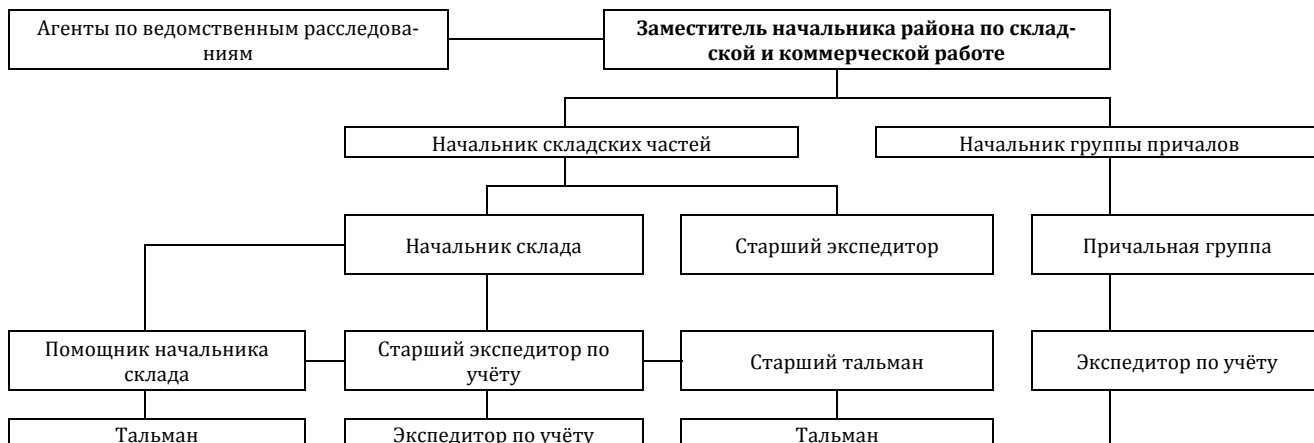 Агенты по ведомственным расследова-
ниям
Заместитель начальника района по склад-
ской и коммерческой работе
Начальник складских частей
Начальник группы причалов
Начальник склада
Старший экспедитор
Причальная группа
Помощник начальника
склада
Старший экспедитор по
учёту
Старший тальман
Экспедитор по учёту
Тальман
Экспедитор по учёту
Тальман